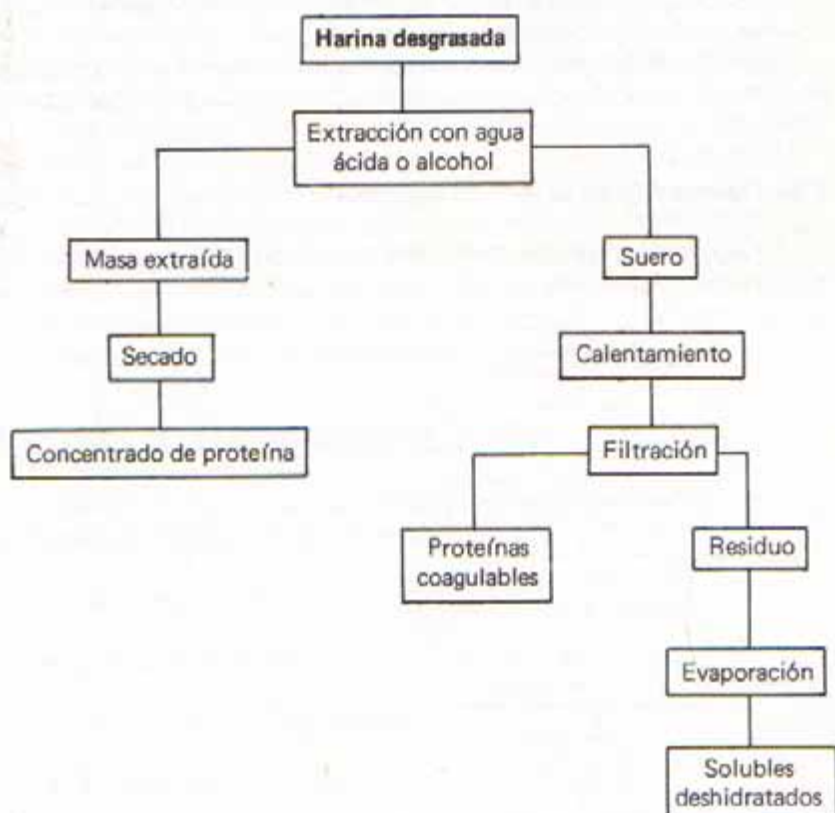 Harina desgrasada
Extracción con agua
ácida o alcohol
Masa extraída
Suero
Secado
Calentamiento
Concentrado de proteína
Filtración
Proteínas
coagulables
Residuo
Evaporación
Solubles
deshidratados